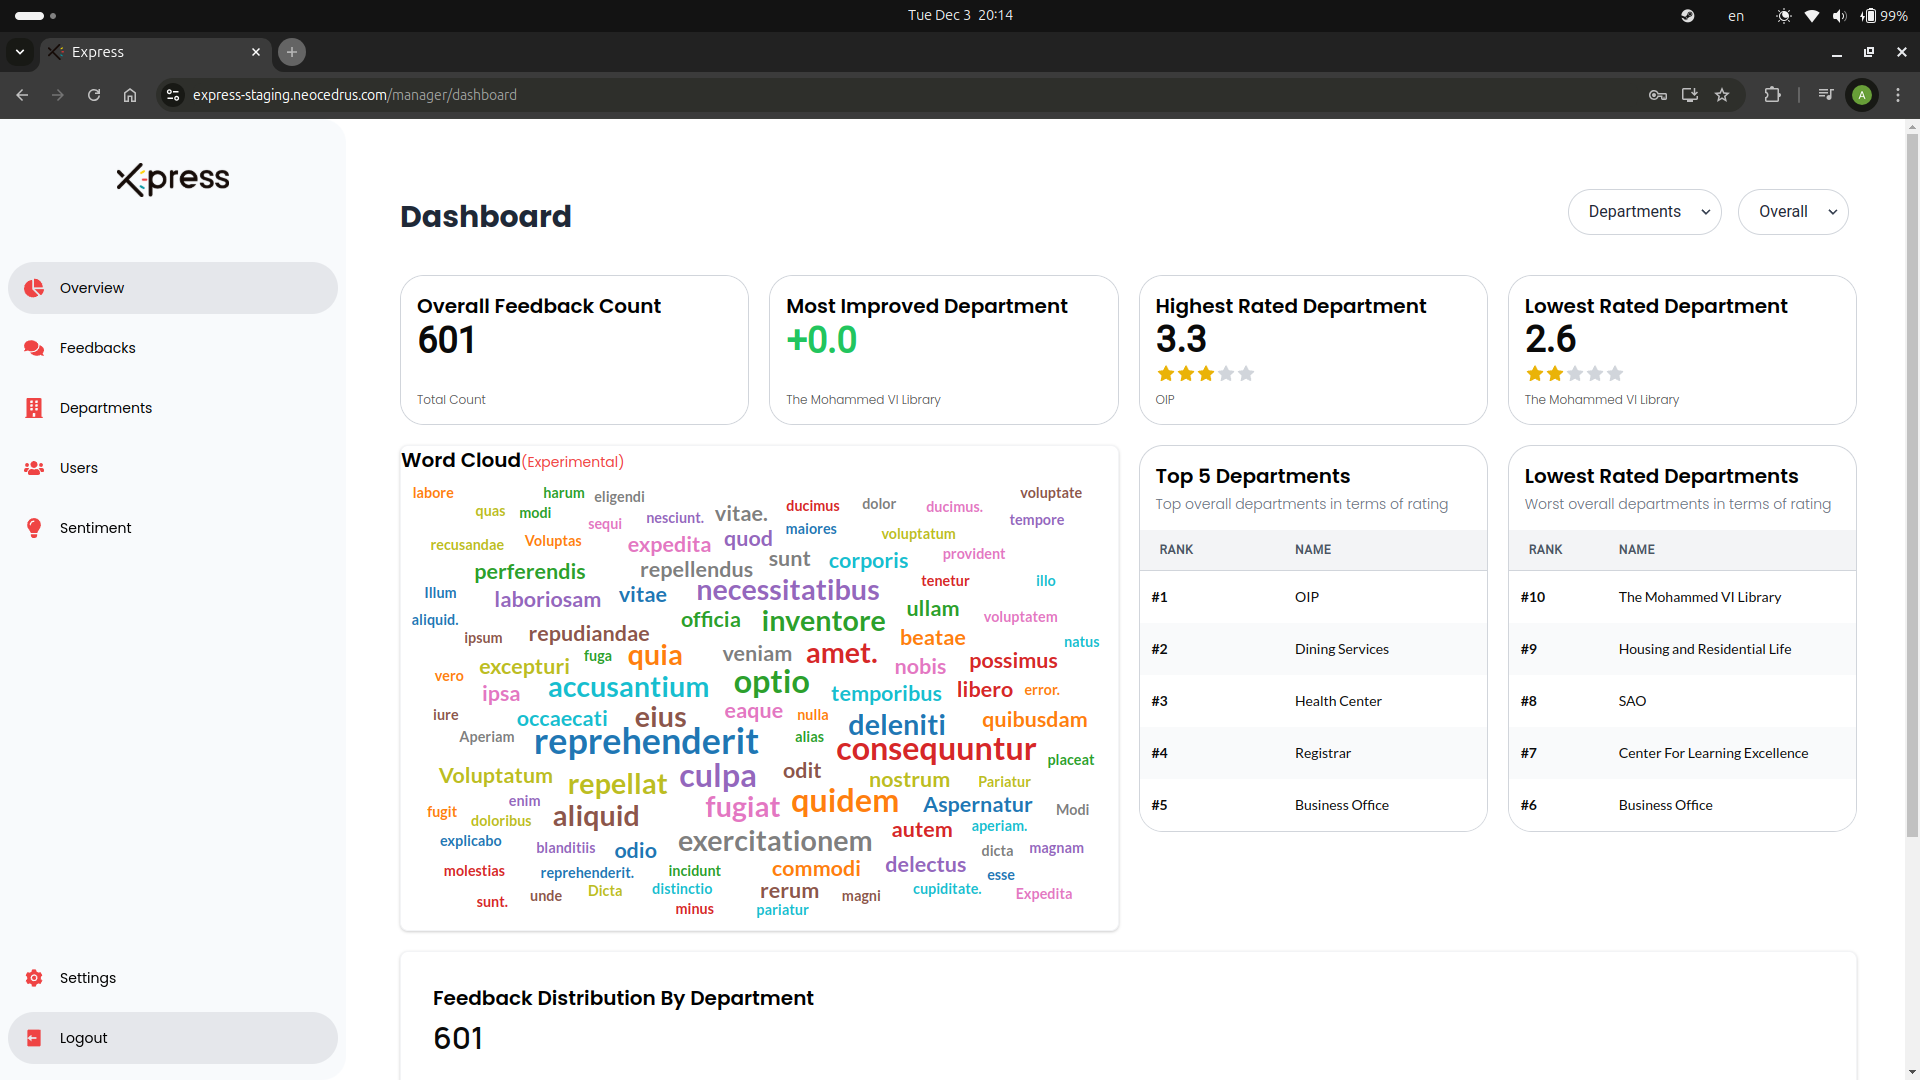 Tue Dec 3 20:14
en
99%
Express
express-staging.neocedrus.com/manager/dashboard
A
Xpress
Overview
Feedbacks
Departments
Users
Sentiment
Settings
Logout
Dashboard
Departments
Overall
Overall Feedback Count
601
Total Count
Most Improved Department
+0.0
The Mohammed VI Library
Highest Rated Department
3.3
OIP
Lowest Rated Department
2.6
The Mohammed VI Library
Word Cloud(Experimental)
labore harum eligendi voluptate
quas modi sequi nesciunt. vitae. ducimus dolor ducimus. tempore
recusandae Voluptas expedita quod maiores voluptatum provident
perferendis repellendus sunt corporis tenetur illo
Illum laboriosam vitae necessitatibus ullam voluptatem
aliquid. ipsum repudiandae officia inventore beatae natus
vero excepturi fuga quia veniam amet. nobis possimus
ipsa accusantium optio temporibus libero error.
iure occaecati eius eaque nulla deleniti quibusdam
Aperiam reprehenderit alias consequuntur placeat
Voluptatum repellat culpa odit nostrum Pariatur
fugit enim doloribus aliquid fugiat quidem Aspernatur Modi
explicabo blanditiis odio exercitationem autem aperiam. dicta magnam
molestias reprehenderit. incidunt commodi delectus esse
sunt. unde Dicta distinctio rerum magni cupiditate. Expedita
minus pariatur
Top 5 Departments
Top overall departments in terms of rating
RANK NAME
#1 OIP
#2 Dining Services
#3 Health Center
#4 Registrar
#5 Business Office
Lowest Rated Departments
Worst overall departments in terms of rating
RANK NAME
#10 The Mohammed VI Library
#9 Housing and Residential Life
#8 SAO
#7 Center For Learning Excellence
#6 Business Office
Feedback Distribution By Department
601